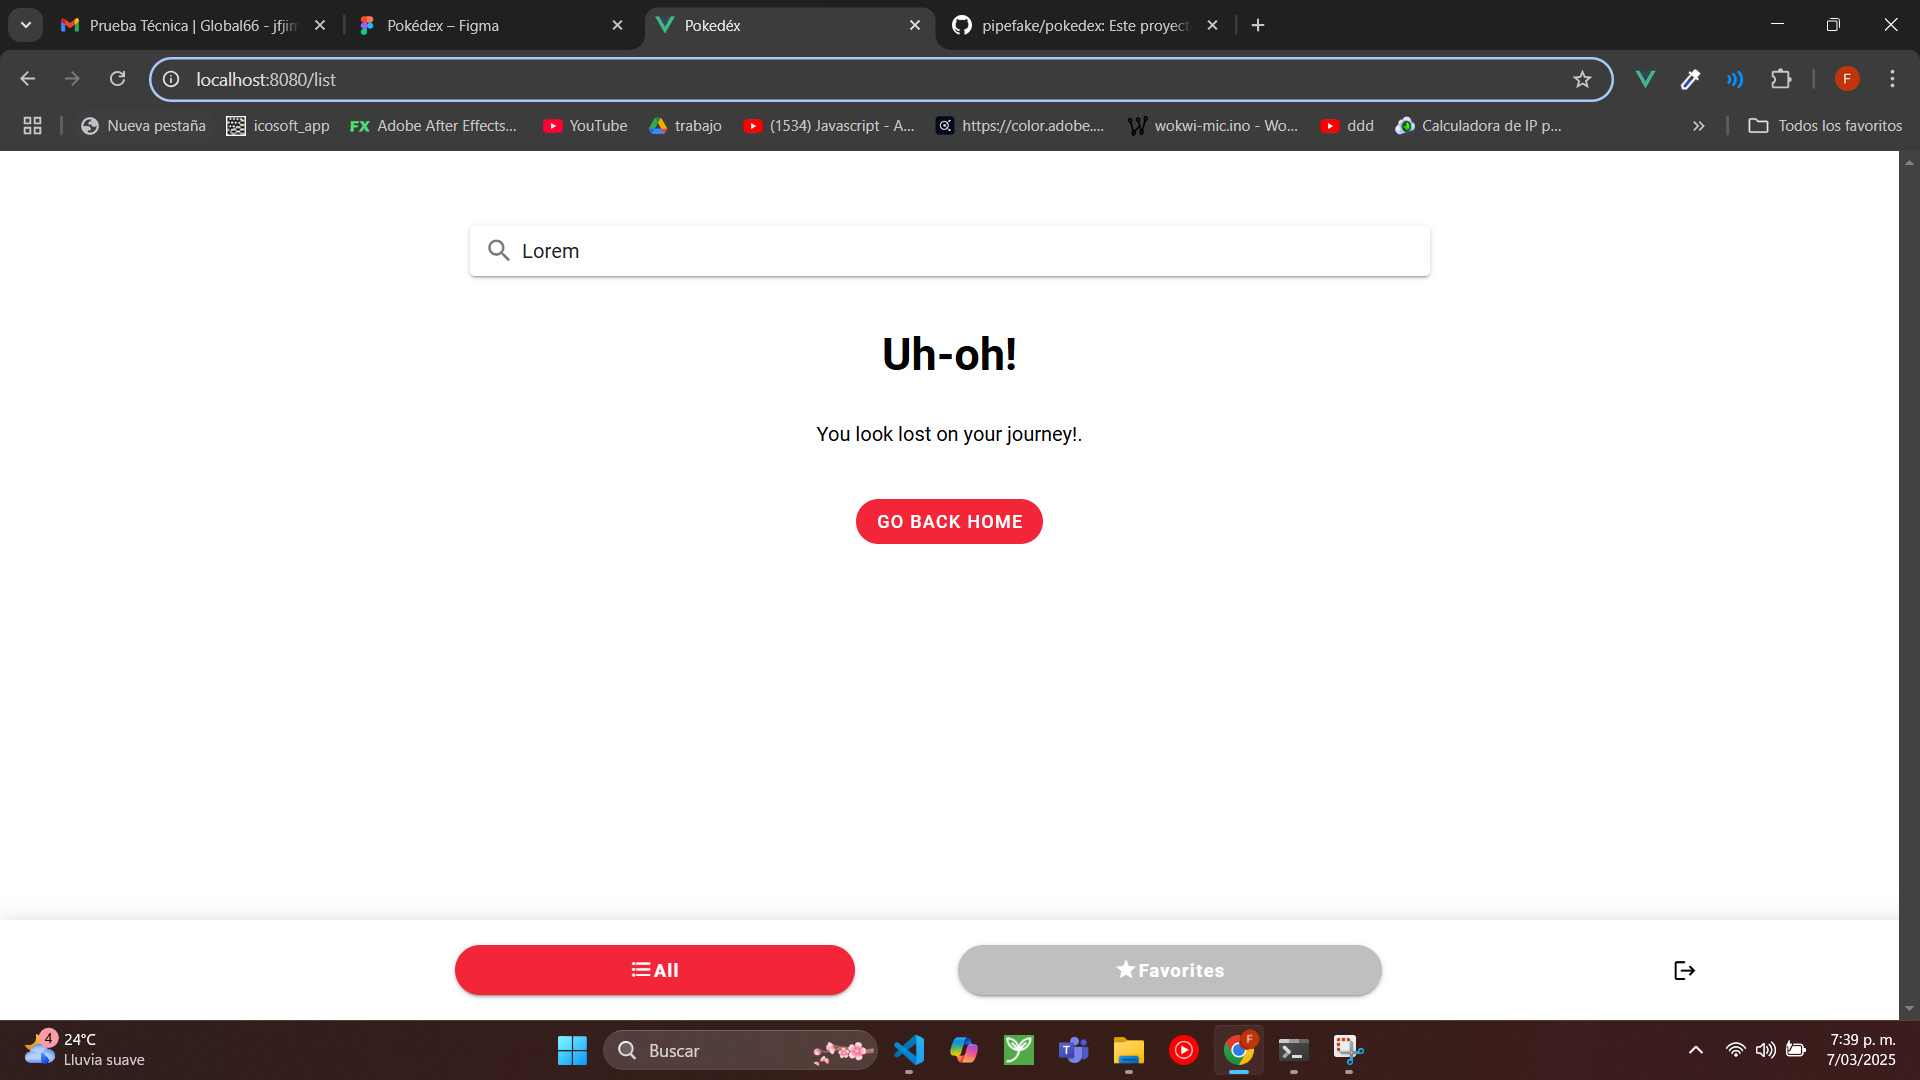 Prueba Técnica | Global66 - jfjim
Pokédex – Figma
Pokedéx
pipefake/pokedex: Este proyect
localhost:8080/list
F
Nueva pestaña
icosoft_app
FX Adobe After Effects...
YouTube
trabajo
(1534) Javascript - A...
https://color.adobe....
wokwi-mic.ino - Wo...
ddd
Calculadora de IP p...
Todos los favoritos
Lorem
Uh-oh!
You look lost on your journey!.
GO BACK HOME
All
Favorites
4
24°C
Lluvia suave
Buscar
F
7:39 p. m.
7/03/2025